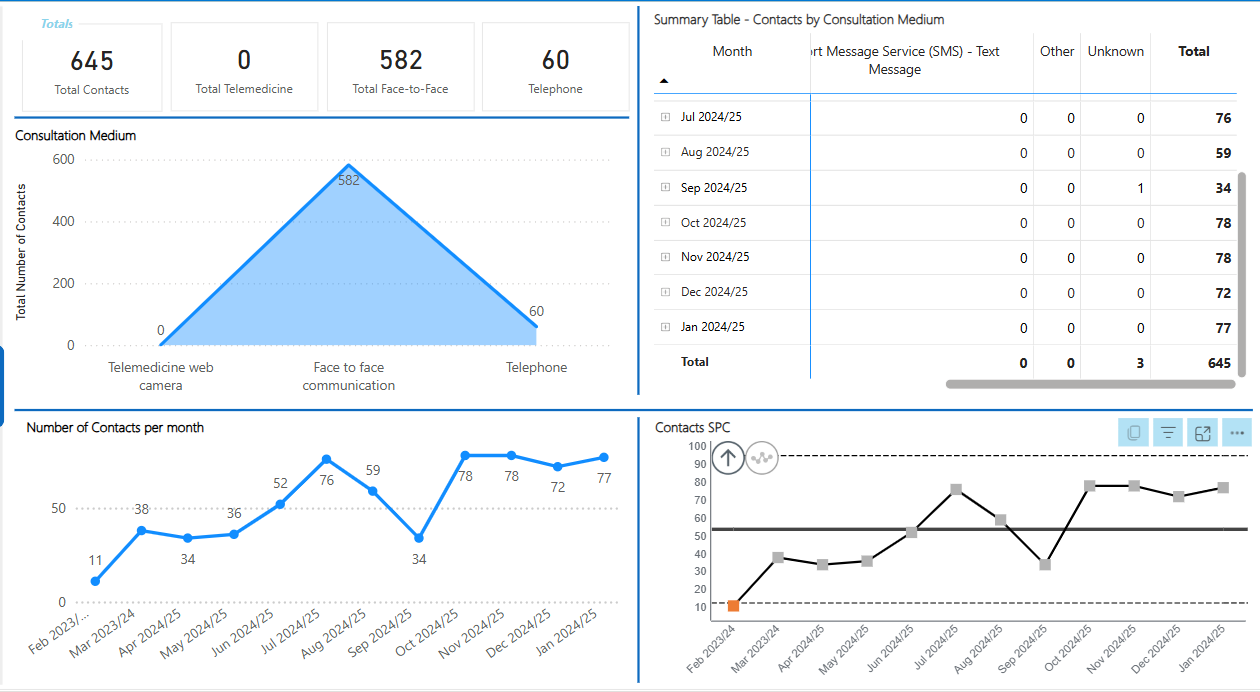 Totals
645
Total Contacts
0
Total Telemedicine
582
Total Face-to-Face
60
Telephone
Consultation Medium
Total Number of Contacts
600
400
200
0
0
582
60
Telemedicine web
camera
Face to face
communication
Telephone
Summary Table - Contacts by Consultation Medium
Month
rt Message Service (SMS) - Text
Message
Other
Unknown
Total
Jul 2024/25 0 0 0 76
Aug 2024/25 0 0 0 59
Sep 2024/25 0 0 1 34
Oct 2024/25 0 0 0 78
Nov 2024/25 0 0 0 78
Dec 2024/25 0 0 0 72
Jan 2024/25 0 0 0 77
Total 0 0 3 645
Number of Contacts per month
50
0
11
38
34
36
52
76
59
34
78
78
72
77
Feb 2023/...
Mar 2023/24
Apr 2024/25
May 2024/25
Jun 2024/25
Jul 2024/25
Aug 2024/25
Sep 2024/25
Oct 2024/25
Nov 2024/25
Dec 2024/25
Jan 2024/25
Contacts SPC
100
90
80
70
60
50
40
30
20
10
Feb 2023/24
Mar 2023/24
Apr 2024/25
May 2024/25
Jun 2024/25
Jul 2024/25
Aug 2024/25
Sep 2024/25
Oct 2024/25
Nov 2024/25
Dec 2024/25
Jan 2024/25